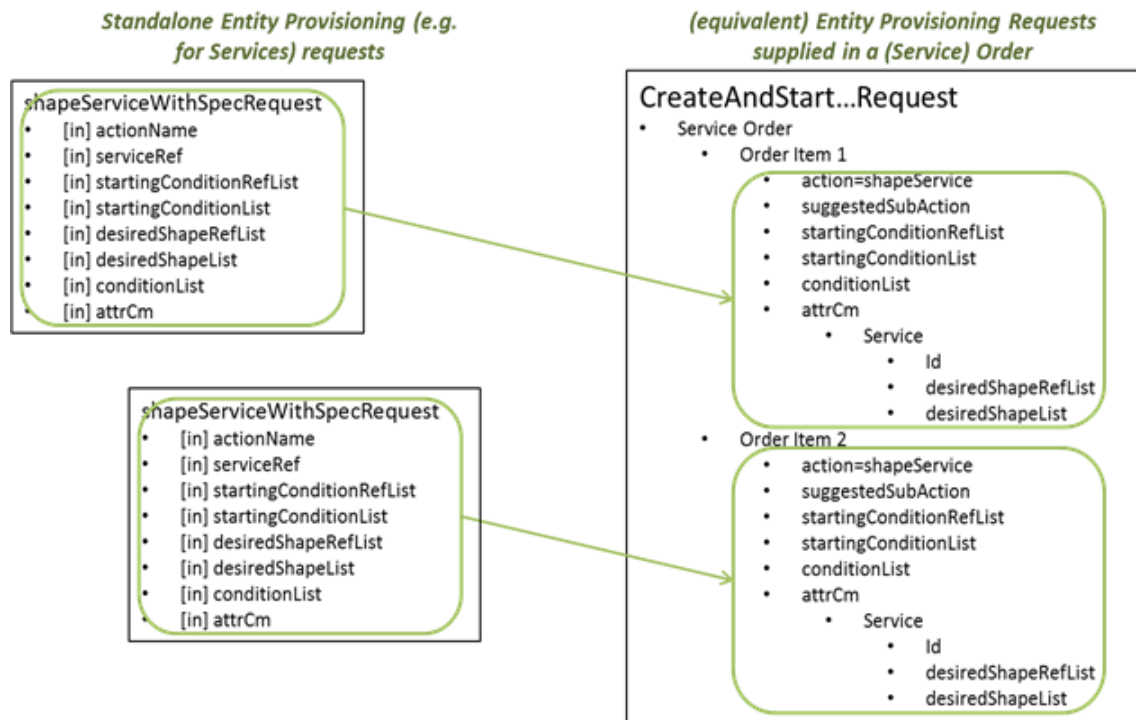 Standalone Entity Provisioning (e.g.
for Services) requests
shapeServiceWithSpecRequest
• [in] actionName
• [in] serviceRef
• [in] startingConditionRefList
• [in] startingConditionList
• [in] desiredShapeRefList
• [in] desiredShapeList
• [in] conditionList
• [in] attrCm
shapeServiceWithSpecRequest
• [in] actionName
• [in] serviceRef
• [in] startingConditionRefList
• [in] startingConditionList
• [in] desiredShapeRefList
• [in] desiredShapeList
• [in] conditionList
• [in] attrCm
(equivalent) Entity Provisioning Requests
supplied in a (Service) Order
CreateAndStart...Request
• Service Order
• Order Item 1
• action=shapeService
• suggestedSubAction
• startingConditionRefList
• startingConditionList
• conditionList
• attrCm
• Service
• Id
• desiredShapeRefList
• desiredShapeList
• Order Item 2
• action=shapeService
• suggestedSubAction
• startingConditionRefList
• startingConditionList
• conditionList
• attrCm
• Service
• Id
• desiredShapeRefList
• desiredShapeList